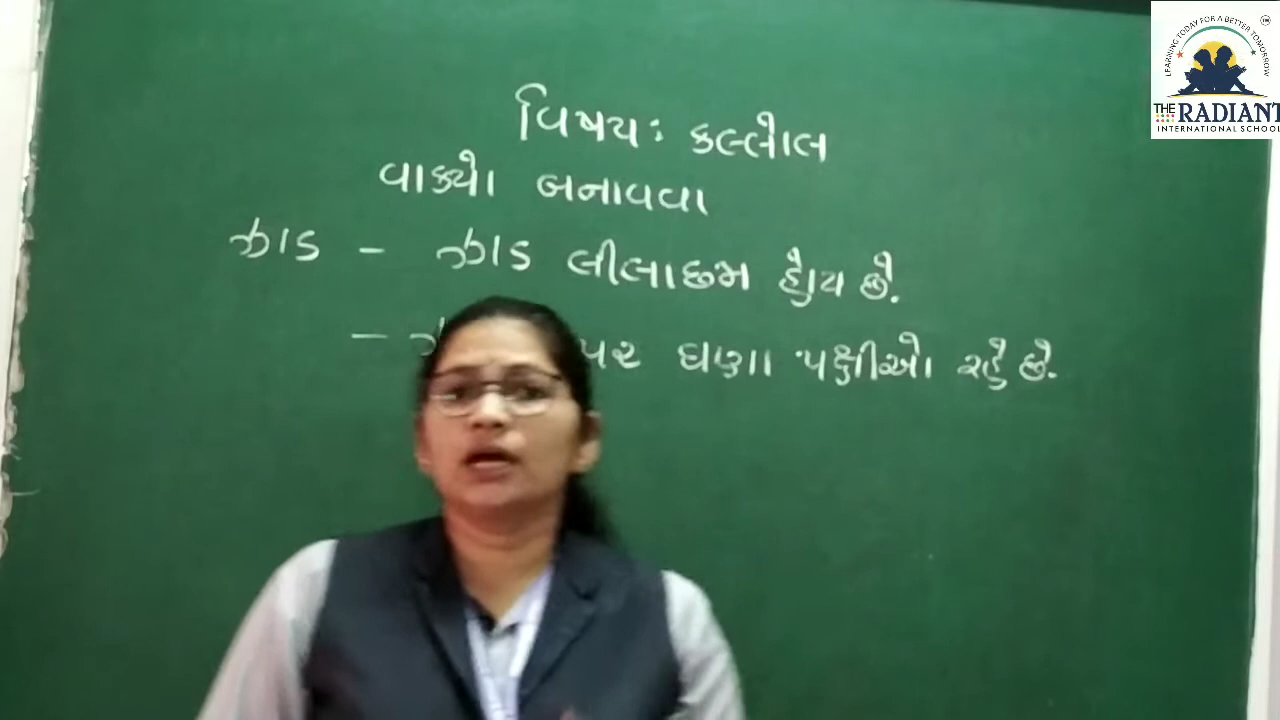 વિષય : કલ્લોલ
વાક્યો બનાવવા
ઝાડ - ઝાડ લીલાછમ હોય છે.
- પર ઘણા પક્ષીઓ રહે છે.
LEARNING TODAY FOR A BETTER TOMORROW
THE RADIANT
INTERNATIONAL SCHOOL